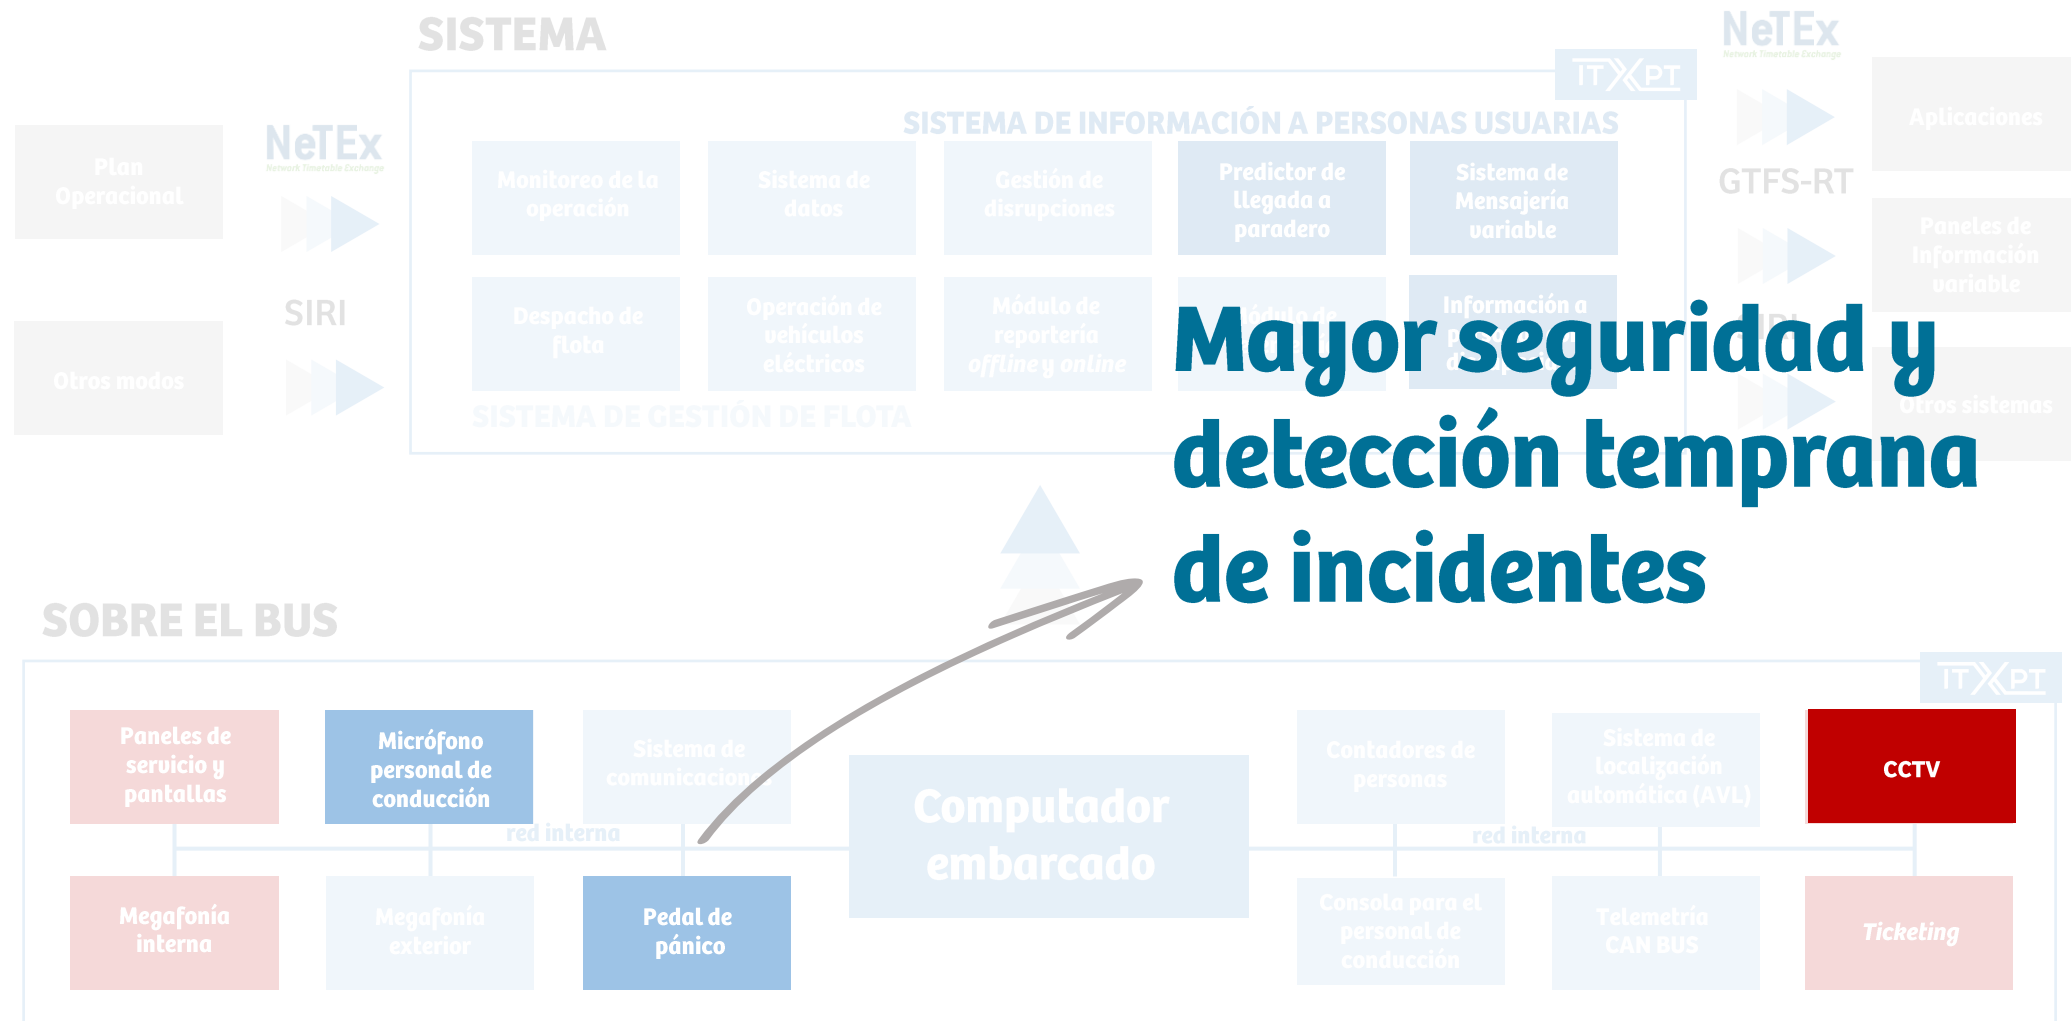 SISTEMA
NeTEx
Network Timetable Exchange
ITXPT
Aplicaciones
SISTEMA DE INFORMACIÓN A PERSONAS USUARIAS
Plan
Operacional
NeTEx
Network Timetable Exchange
Monitoreo de la
operación
Sistema de
datos
Gestión de
disrupciones
Predictor de
llegada a
paradero
Sistema de
Mensajería
variable
GTFS-RT
Paneles de
Información
variable
SIRI
Otros modos
Despacho de
flota
Operación de
vehículos
eléctricos
Módulo de
reportería
offline y online
Información a
Mayor seguridad y
detección temprana
de incidentes
Otros sistemas
SISTEMA DE GESTIÓN DE FLOTA
SOBRE EL BUS
ITXPT
Paneles de
servicio y
pantallas
Micrófono
personal de
conducción
Sistema de
comunicaciones
Computador
embarcado
Contadores de
personas
Sistema de
localización
automática (AVL)
CCTV
red interna
red interna
Megafonía
interna
Megafonía
exterior
Pedal de
pánico
Consola para el
personal de
conducción
Telemetría
CAN BUS
Ticketing